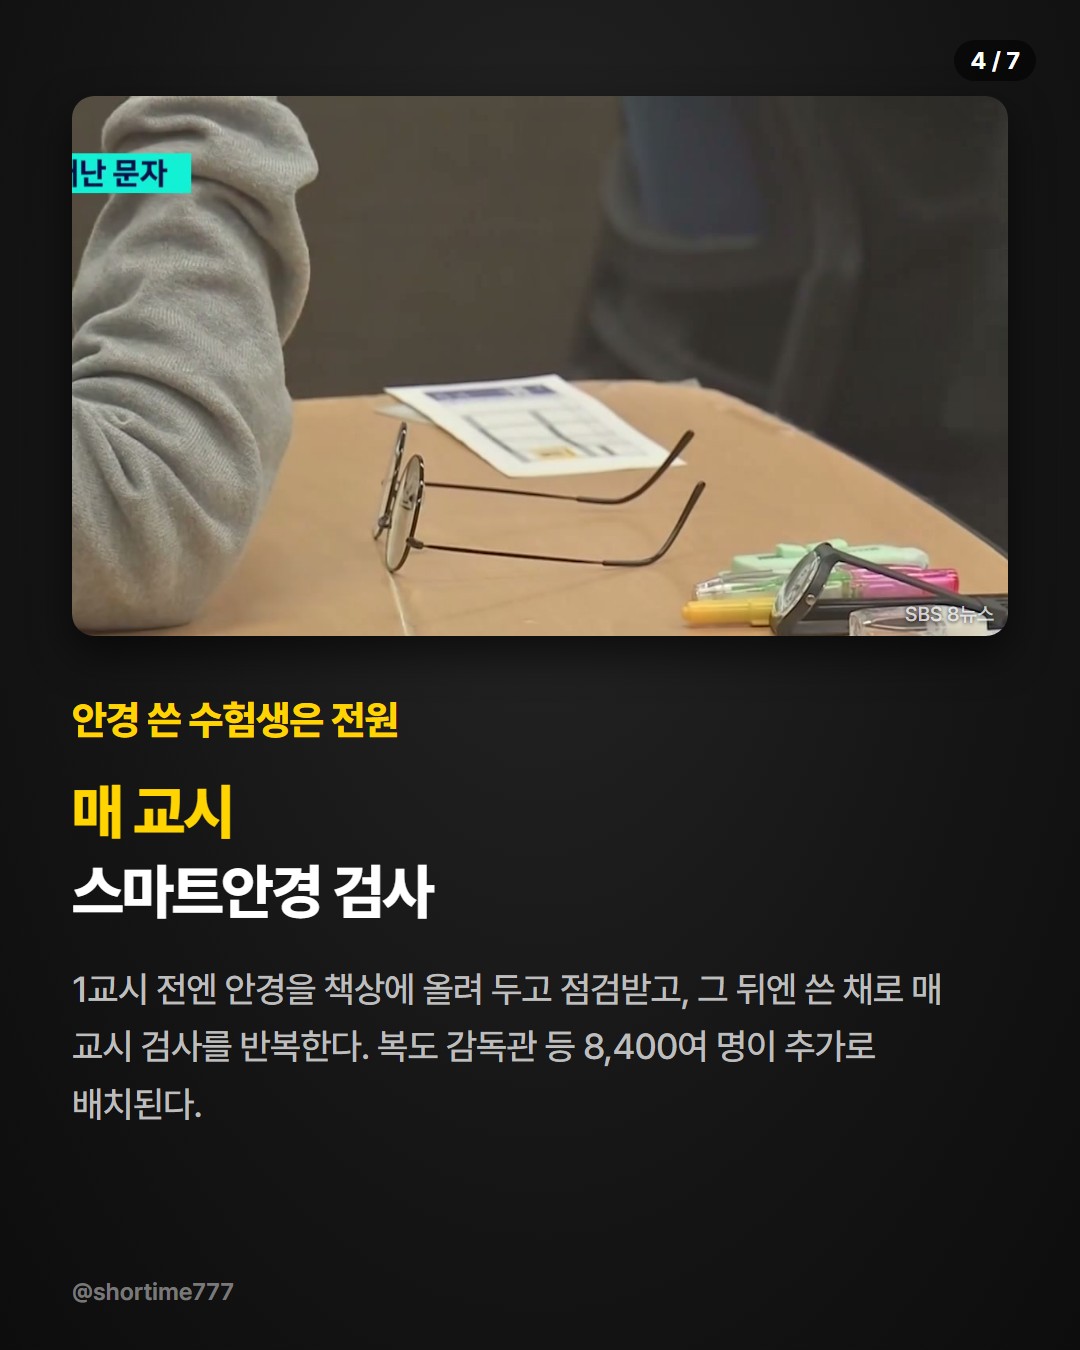 4 / 7
난 문자
SBS 8뉴스
안경 쓴 수험생은 전원
매 교시
스마트안경 검사
1교시 전엔 안경을 책상에 올려 두고 점검받고, 그 뒤엔 쓴 채로 매
교시 검사를 반복한다. 복도 감독관 등 8,400여 명이 추가로
배치된다.
@shortime777